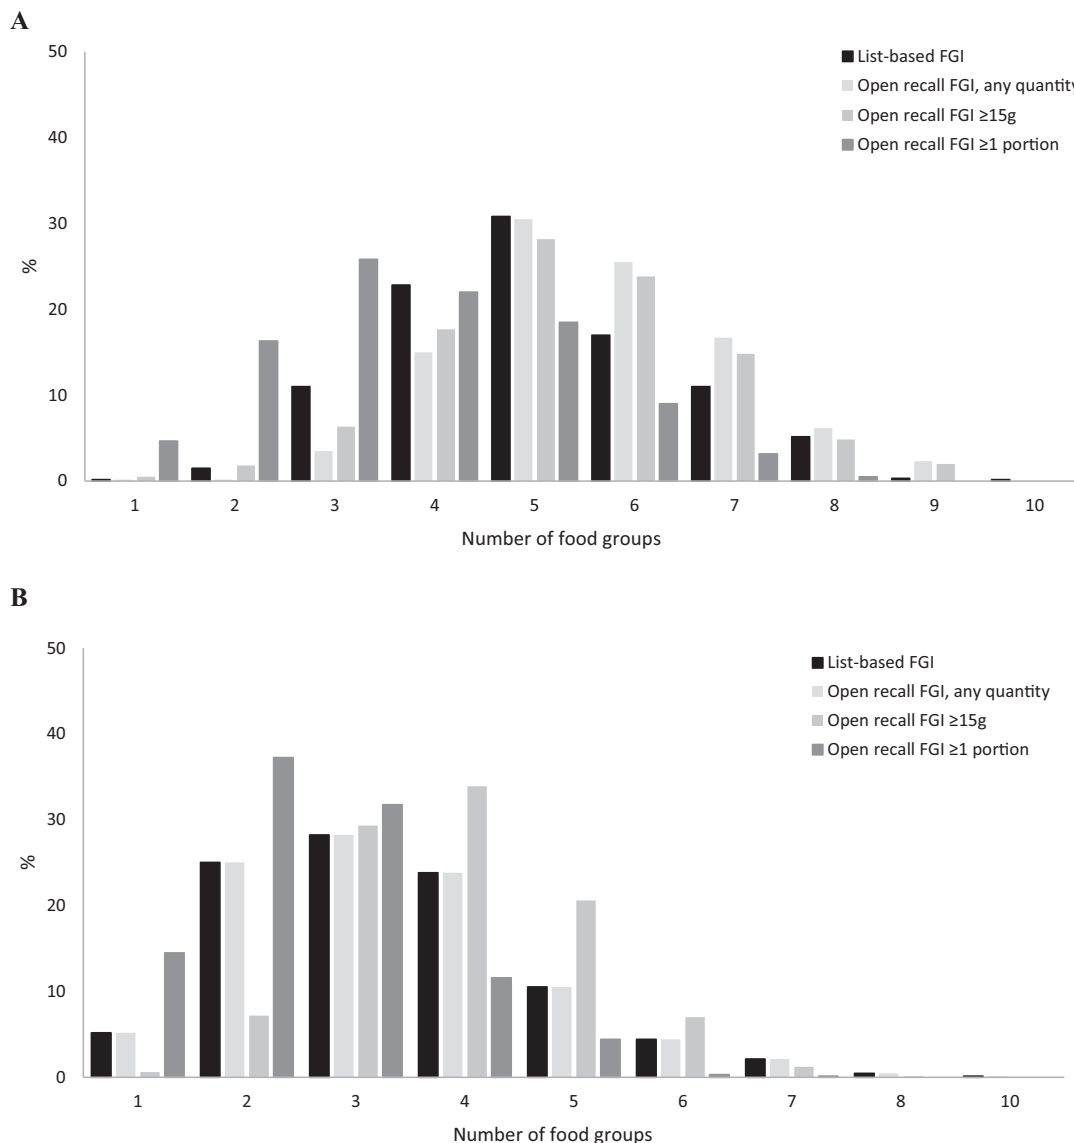 A
50
40
30
20
10
0
%
List-based FGI
Open recall FGI, any quantity
Open recall FGI ≥15g
Open recall FGI ≥1 portion
1 2 3 4 5 6 7 8 9 10
Number of food groups
B
50
40
30
20
10
0
%
List-based FGI
Open recall FGI, any quantity
Open recall FGI ≥15g
Open recall FGI ≥1 portion
1 2 3 4 5 6 7 8 10
Number of food groups